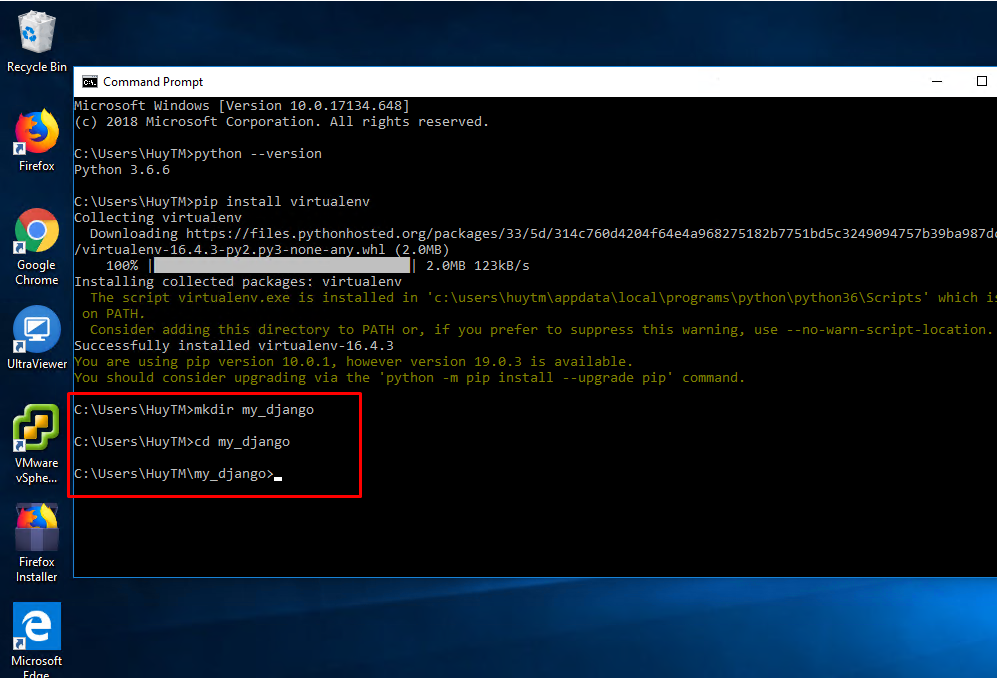 Recycle Bin
Firefox
Google
Chrome
UltraViewer
VMware
vSphe...
Firefox
Installer
Microsoft
Edge
Command Prompt
Microsoft Windows [Version 10.0.17134.648]
(c) 2018 Microsoft Corporation. All rights reserved.
C:\Users\HuyTM>python --version
Python 3.6.6
C:\Users\HuyTM>pip install virtualenv
Collecting virtualenv
Downloading https://files.pythonhosted.org/packages/33/5d/314c760d4204f64e4a968275182b7751bd5c3249094757b39ba987d
/virtualenv-16.4.3-py2.py3-none-any.whl (2.0MB)
100% |████████████████████████████████| 2.0MB 123kB/s
Installing collected packages: virtualenv
The script virtualenv.exe is installed in 'c:\users\huytm\appdata\local\programs\python\python36\Scripts' which is
on PATH.
Consider adding this directory to PATH or, if you prefer to suppress this warning, use --no-warn-script-location.
Successfully installed virtualenv-16.4.3
You are using pip version 10.0.1, however version 19.0.3 is available.
You should consider upgrading via the 'python -m pip install --upgrade pip' command.
C:\Users\HuyTM>mkdir my_django
C:\Users\HuyTM>cd my_django
C:\Users\HuyTM\my_django>